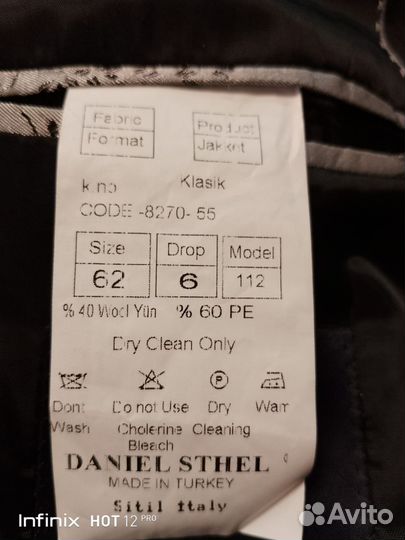 Fabric Product
Format Jakket
k no Klasik
CODE -8270- 55
Size Drop Model
62 6 112
% 40 Wool Yün % 60 PE
Dry Clean Only
Dont Do not Use Dry Warr
Wash Cholerine Cleaning
Bleach
DANIEL STHEL
MADE IN TURKEY
Sitil Italy
Infinix HOT 12 PRO
Avito